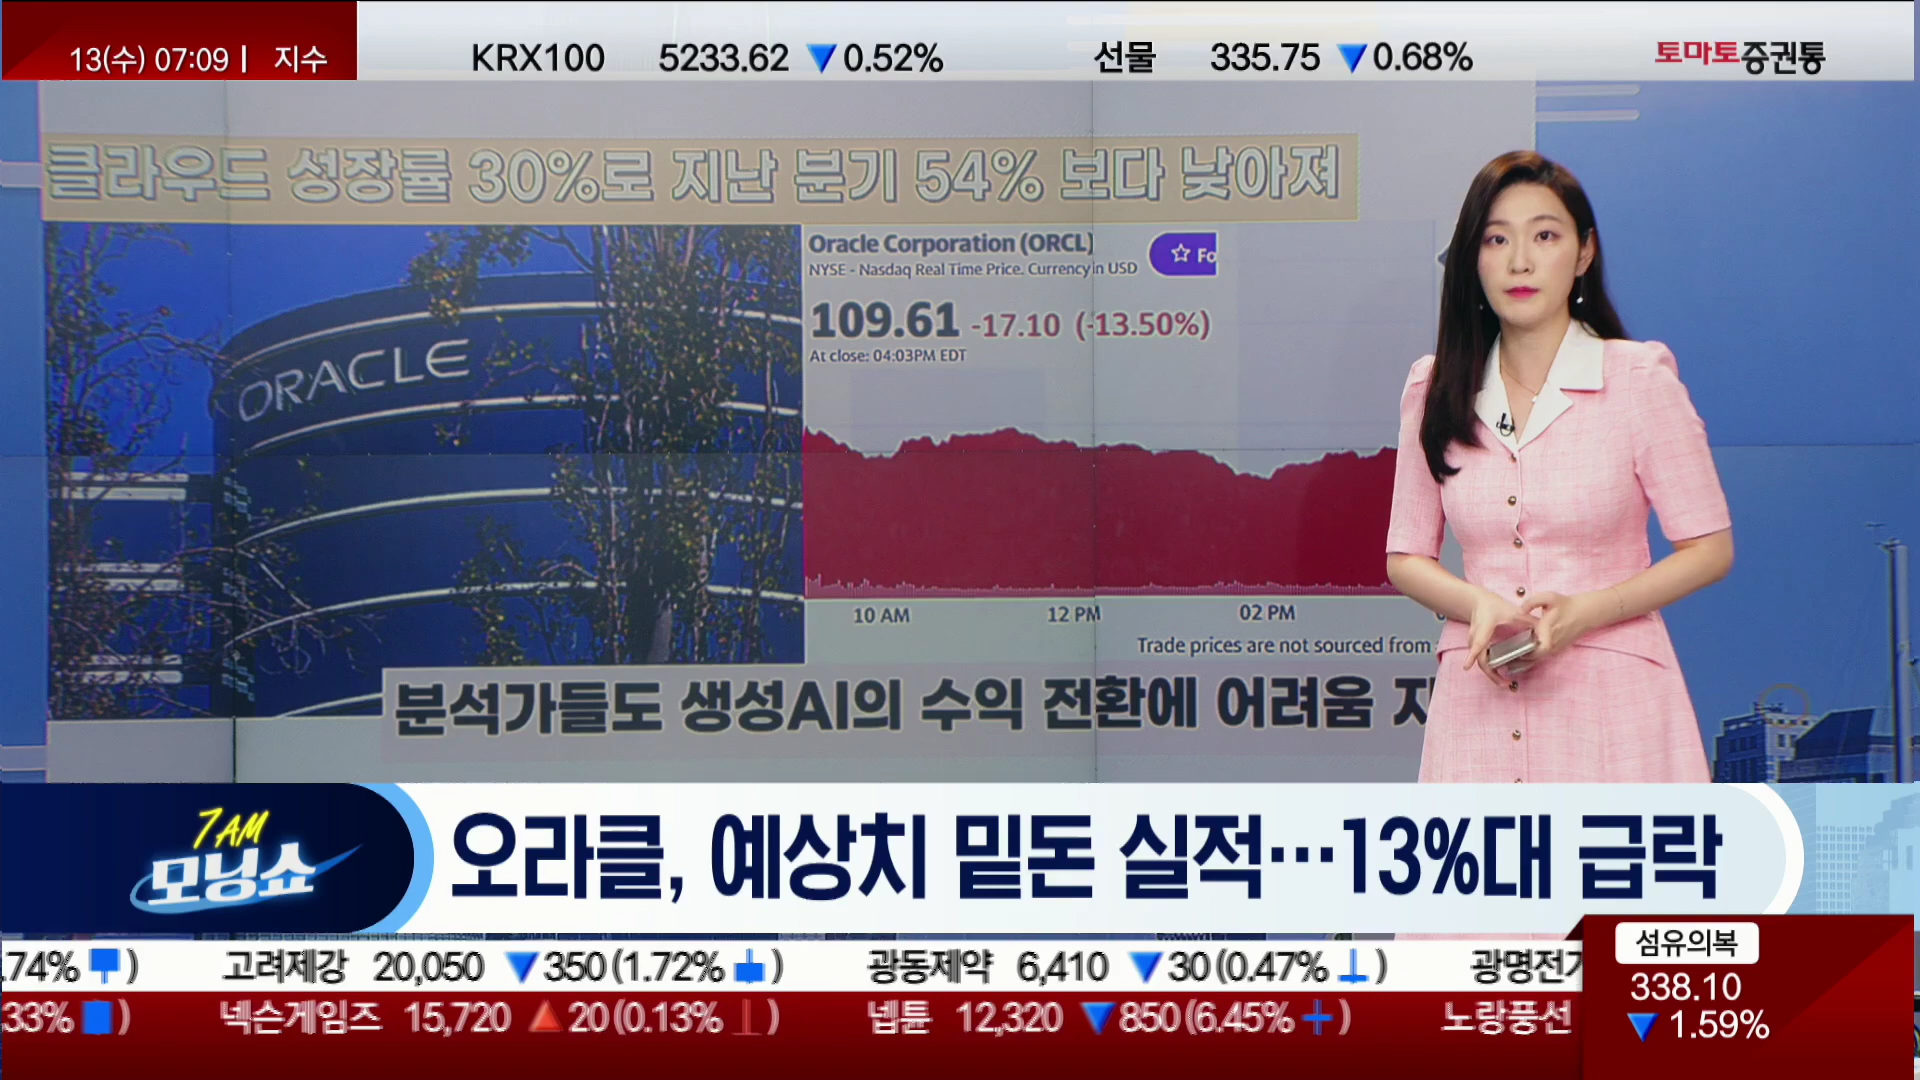 13(수) 07:09 | 지수
KRX100 5233.62 ▼0.52%
선물 335.75 ▼0.68%
토마토증권통
클라우드 성장률 30%로 지난 분기 54% 보다 낮아져
ORACLE
Oracle Corporation (ORCL)
☆ Fo
NYSE - Nasdaq Real Time Price. Currency in USD
109.61 -17.10 (-13.50%)
At close: 04:03PM EDT
10 AM 12 PM 02 PM
Trade prices are not sourced from
분석가들도 생성AI의 수익 전환에 어려움
7 AM
모닝쇼
오라클, 예상치 밑돈 실적…13%대 급락
.74% ) 고려제강 20,050 ▼350(1.72% ) 광동제약 6,410 ▼30(0.47% ) 광명전기
33% ) 넥슨게임즈 15,720 ▲20(0.13% ) 넵튠 12,320 ▼850(6.45% ) 노랑풍선
섬유의복
338.10
▼ 1.59%